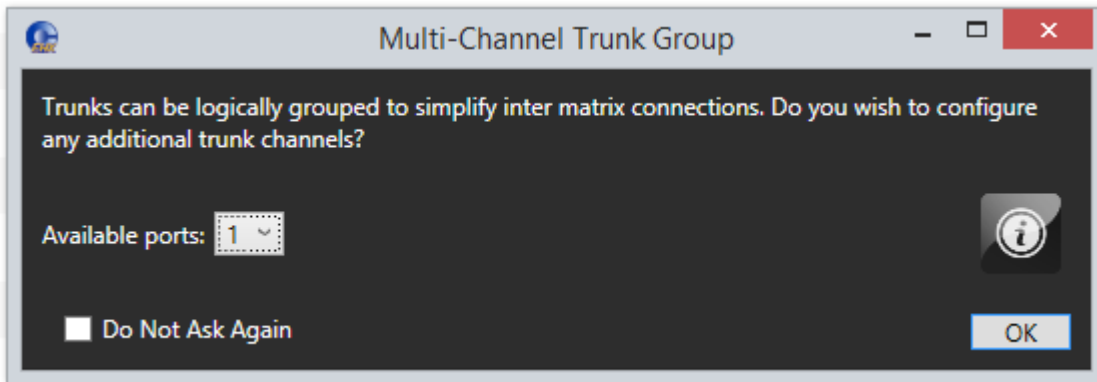 Multi-Channel Trunk Group
Trunks can be logically grouped to simplify inter matrix connections. Do you wish to configure
any additional trunk channels?
Available ports: 1
Do Not Ask Again
OK